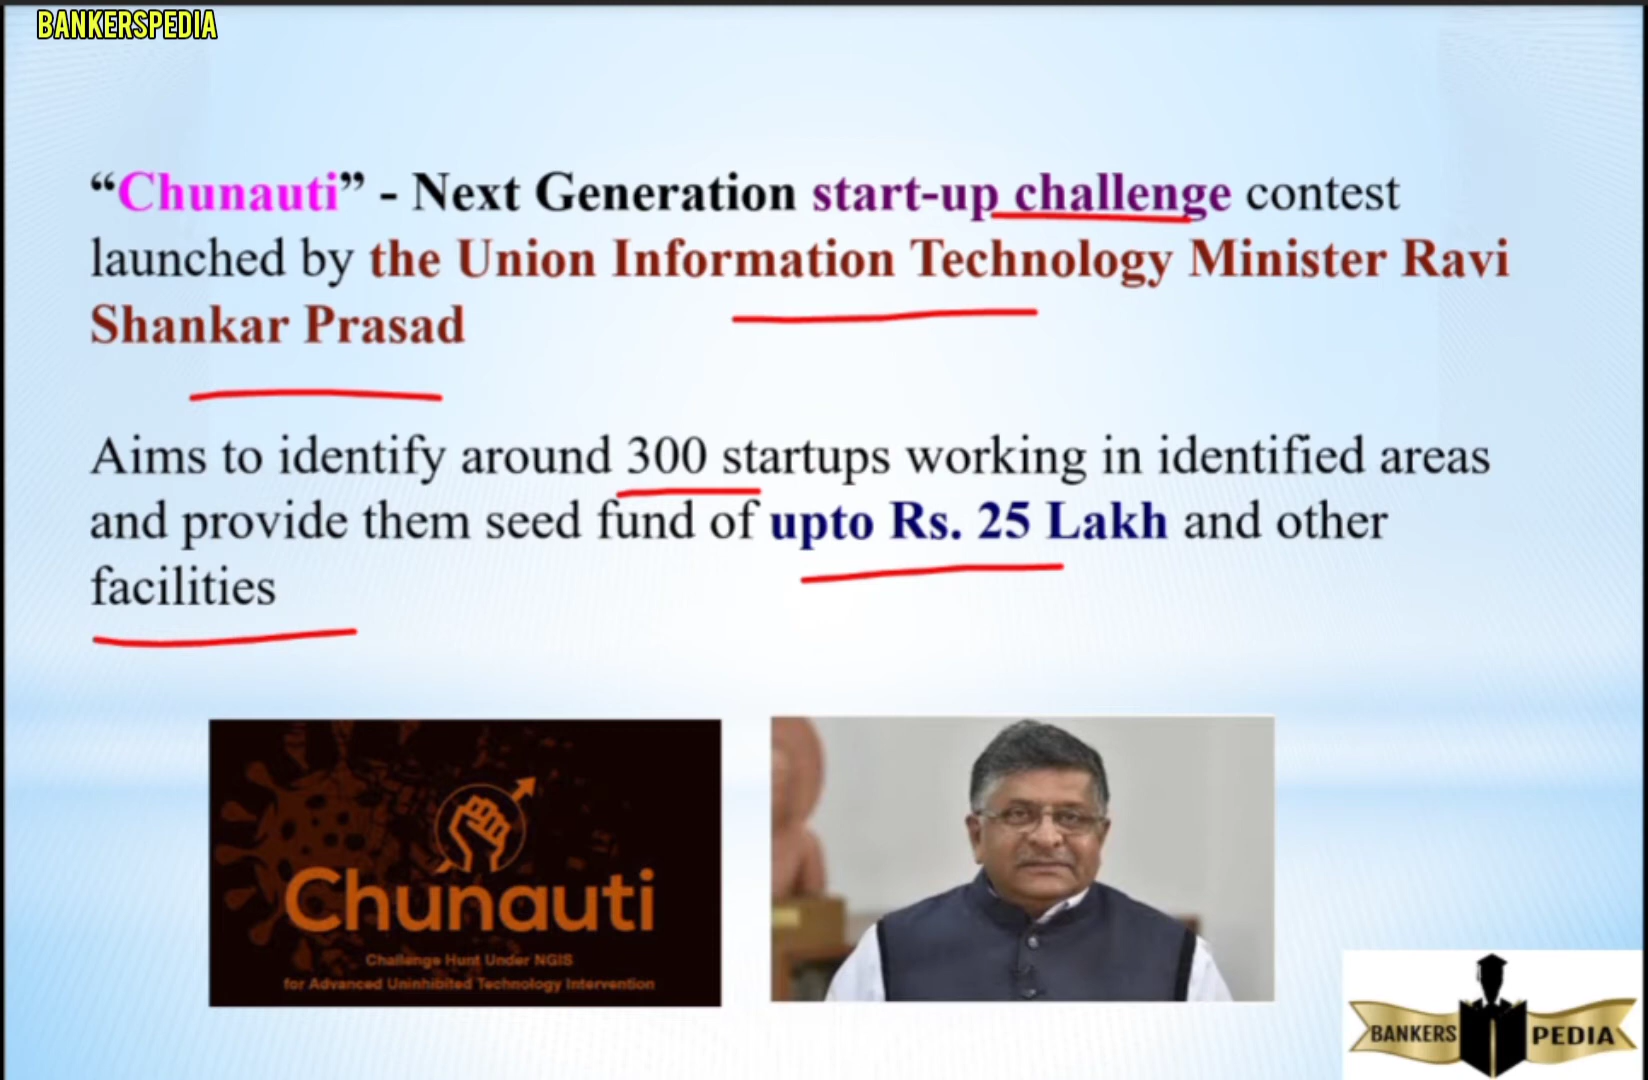 BANKERSPEDIA
“Chunauti” - Next Generation start-up challenge contest
launched by the Union Information Technology Minister Ravi
Shankar Prasad
Aims to identify around 300 startups working in identified areas
and provide them seed fund of upto Rs. 25 Lakh and other
facilities
Chunauti
Challenge Hunt Under NGIS
for Advanced Uninhibited Technology Intervention
BANKERS PEDIA